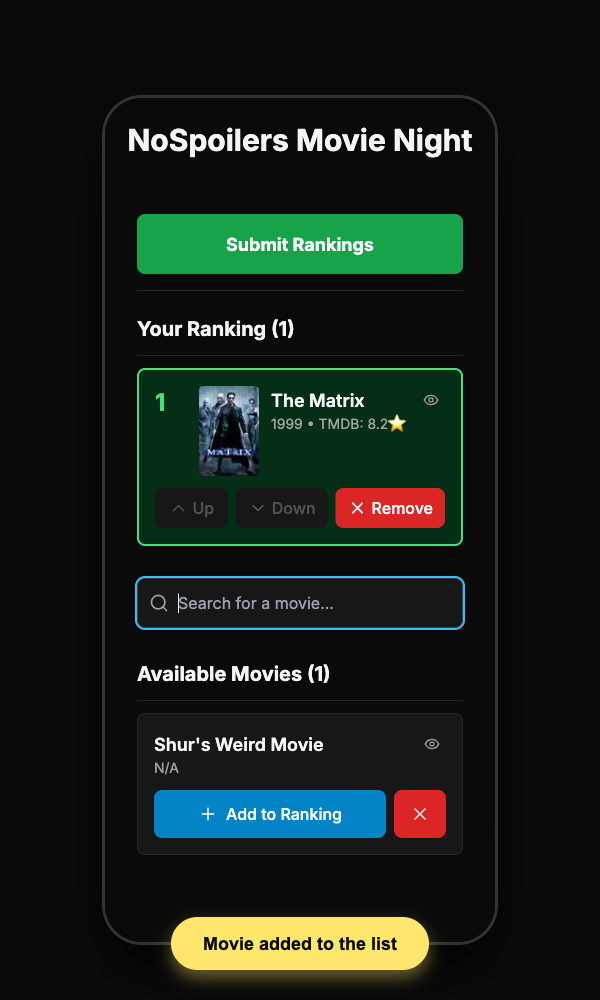 NoSpoilers Movie Night
Submit Rankings
Your Ranking (1)
1
The Matrix
1999 • TMDB: 8.2⭐
MATRIX
Up
Down
Remove
Search for a movie...
Available Movies (1)
Shur's Weird Movie
N/A
Add to Ranking
Movie added to the list